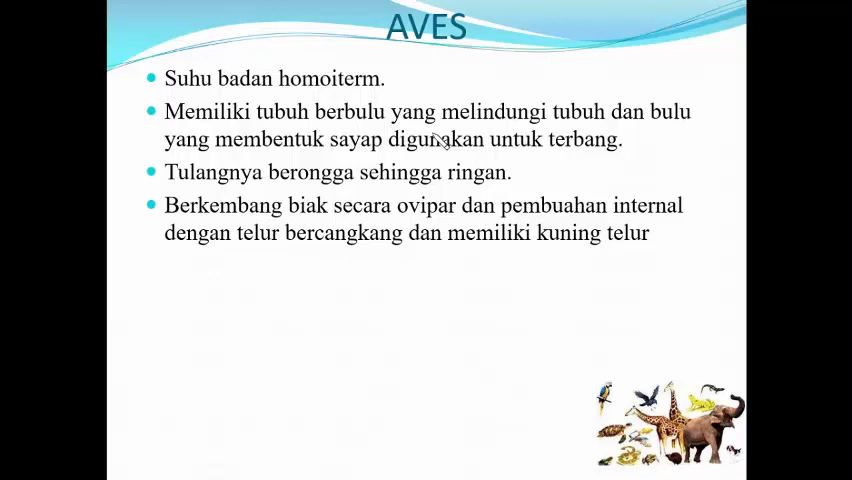 AVES
Suhu badan homoiterm.
Memiliki tubuh berbulu yang melindungi tubuh dan bulu
yang membentuk sayap digunakan untuk terbang.
Tulangnya berongga sehingga ringan.
Berkembang biak secara ovipar dan pembuahan internal
dengan telur bercangkang dan memiliki kuning telur